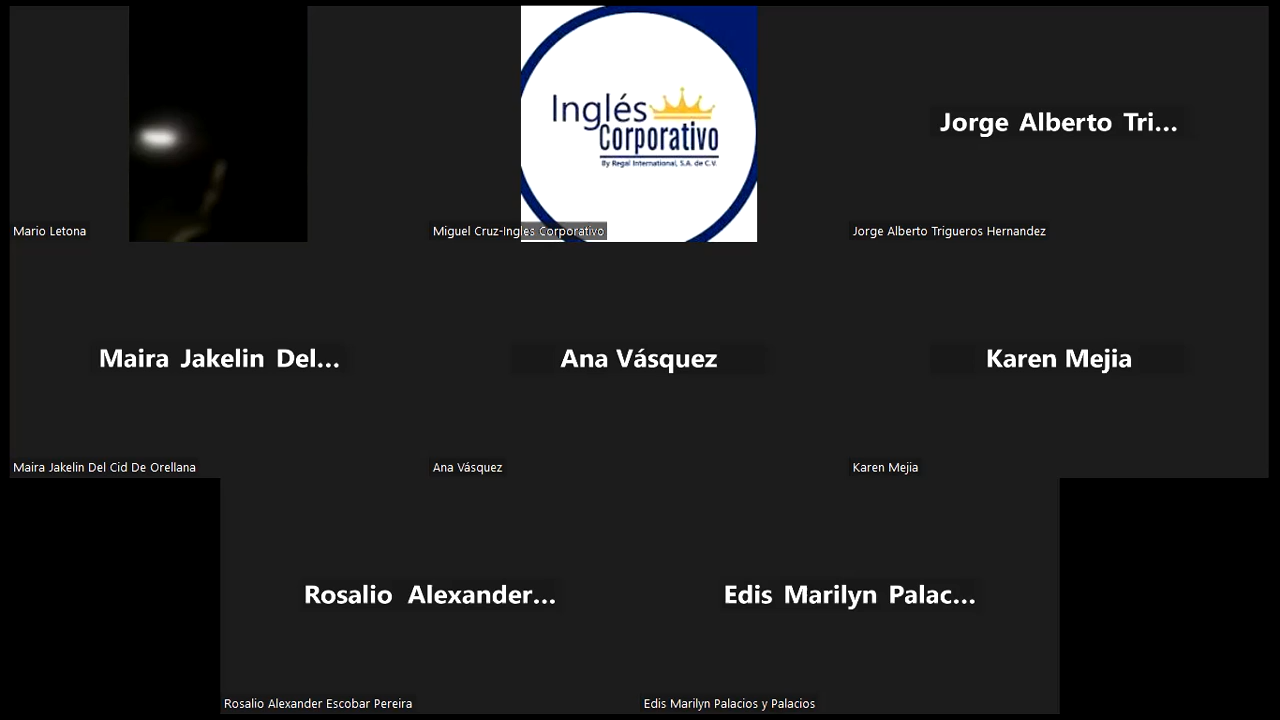 Inglés
Corporativo
By Regal International, S.A. de C.V.
Jorge Alberto Tri...
Mario Letona
Miguel Cruz-Ingles Corporativo
Jorge Alberto Trigueros Hernandez
Maira Jakelin Del...
Ana Vásquez
Karen Mejia
Maira Jakelin Del Cid De Orellana
Ana Vásquez
Karen Mejia
Rosalio Alexander...
Edis Marilyn Palac...
Rosalio Alexander Escobar Pereira
Edis Marilyn Palacios y Palacios